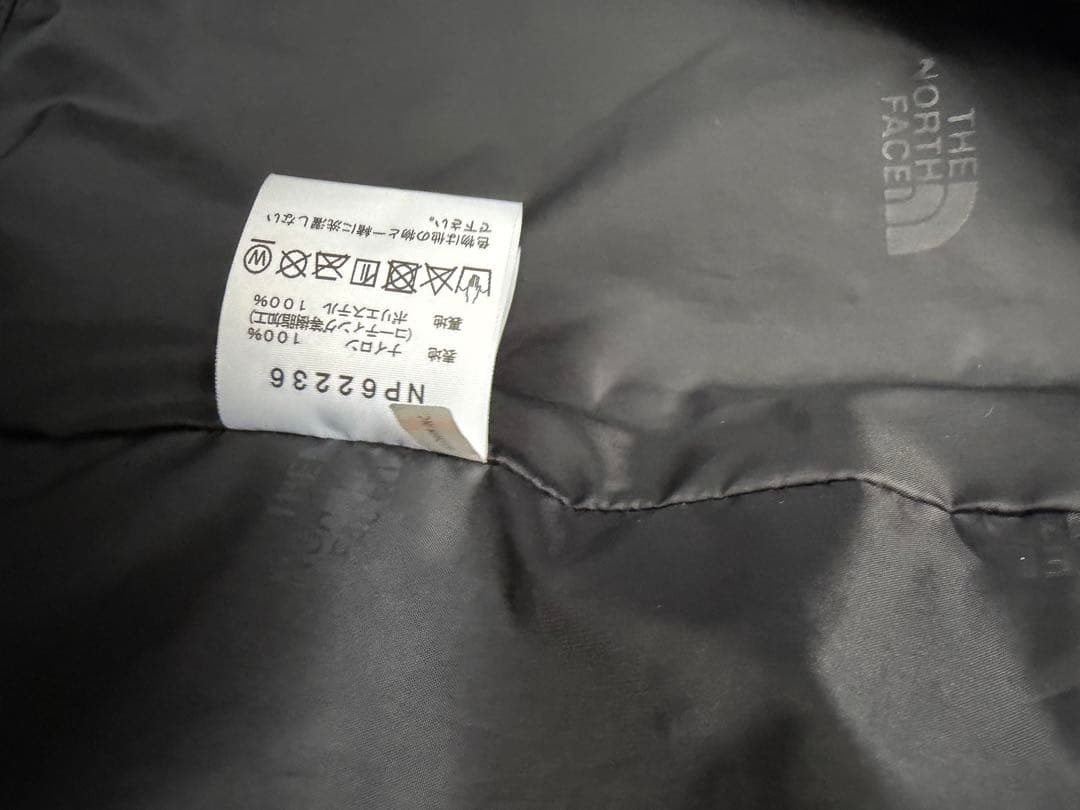 NP62236
表地 ナイロン 100%
(コーティング等樹脂加工)
裏地 ポリエステル 100%
W
色物は他の物と一緒に洗濯しない
で下さい。
THE
NORTH
FACE